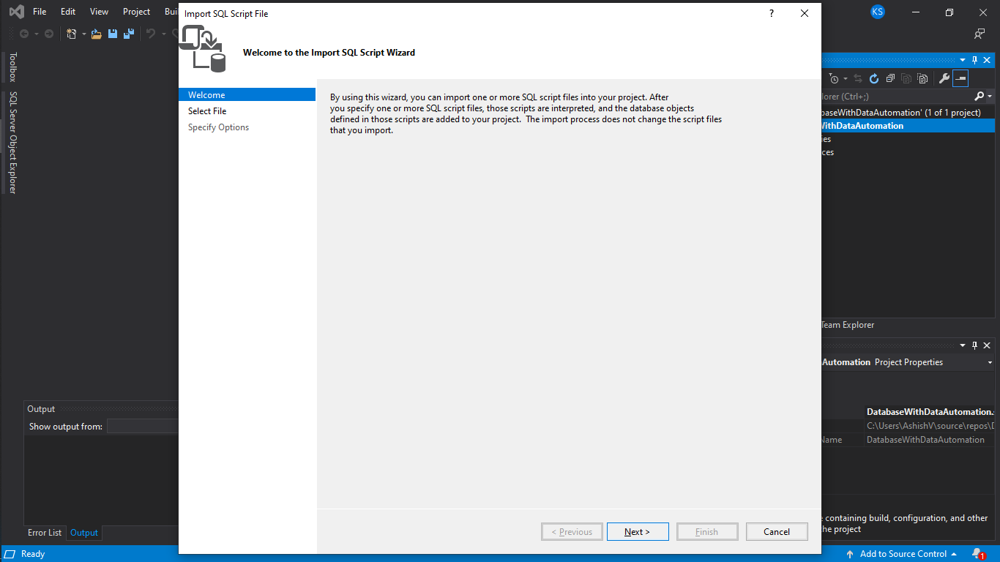 File Edit View Project Bui
KS
Toolbox
SQL Server Object Explorer
Import SQL Script File
?
Welcome to the Import SQL Script Wizard
Welcome
Select File
Specify Options
By using this wizard, you can import one or more SQL script files into your project. After
you specify one or more SQL script files, those scripts are interpreted, and the database objects
defined in those scripts are added to your project. The import process does not change the script files
that you import.
< Previous
Next >
Finish
Cancel
lorer (Ctrl+;)
baseWithDataAutomation' (1 of 1 project)
WithDataAutomation
ies
ces
Team Explorer
Automation Project Properties
DatabaseWithDataAutomation.
C:\Users\AshishV\source\repos\D
Name DatabaseWithDataAutomation
containing build, configuration, and other
he project
Output
Show output from:
Error List Output
Ready
Add to Source Control
1